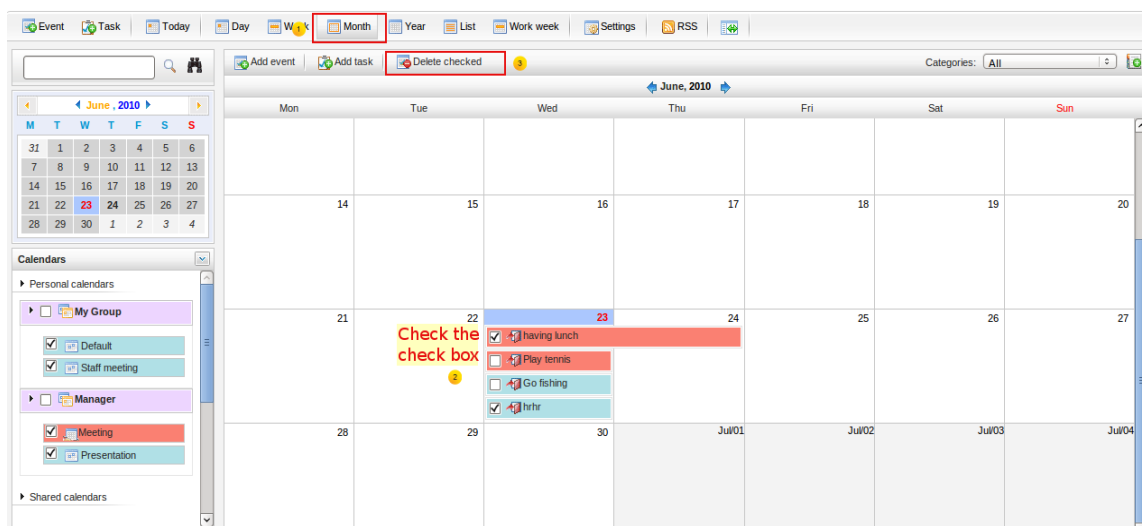 Event Task Today Day W 1 k Month Year List Work week Settings RSS
Add event Add task Delete checked 3 Categories: All
June, 2010
June , 2010
Mon Tue Wed Thu Fri Sat Sun
M T W T F S S
31 1 2 3 4 5 6
7 8 9 10 11 12 13
14 15 16 17 18 19 20
21 22 23 24 25 26 27
28 29 30 1 2 3 4
Calendars
Personal calendars
My Group
Default
Staff meeting
Manager
Meeting
Presentation
Shared calendars
14 15 16 17 18 19 20
21 22 23 24 25 26 27
Check the
check box
2
having lunch
Play tennis
Go fishing
hrhr
28 29 30 Jul/01 Jul/02 Jul/03 Jul/04